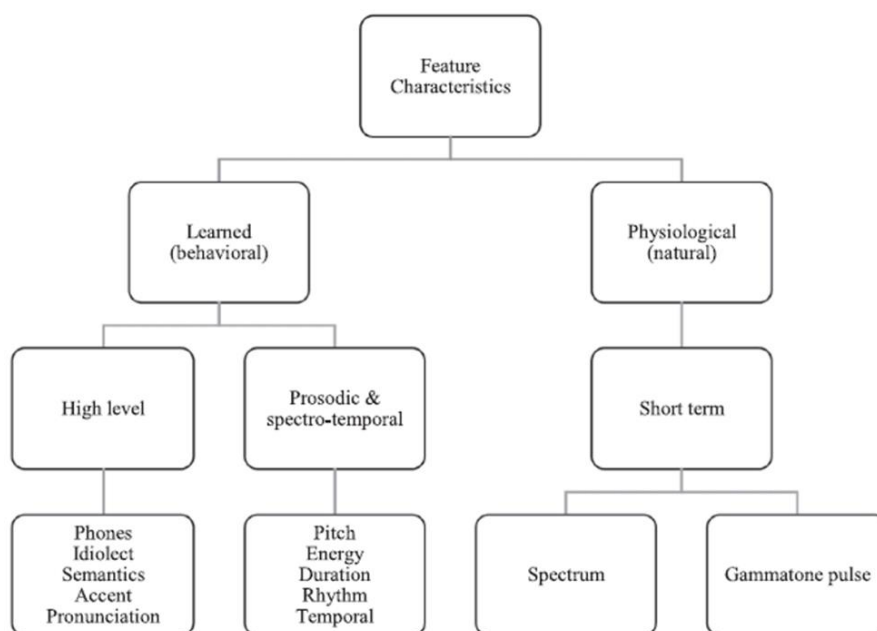 Feature
Characteristics
Learned
(behavioral)
Physiological
(natural)
High level
Prosodic &
spectro-temporal
Short term
Phones
Idiolect
Semantics
Accent
Pronunciation
Pitch
Energy
Duration
Rhythm
Temporal
Spectrum
Gammatone pulse